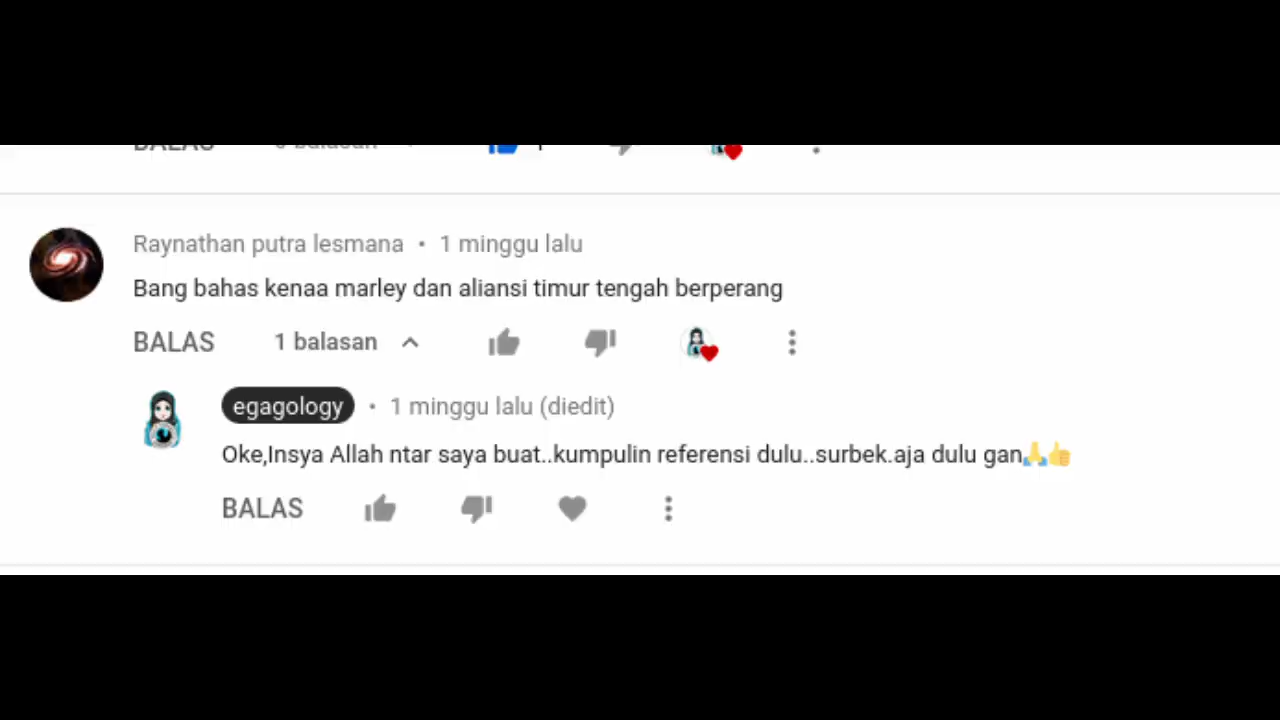 BALAS
Raynathan putra lesmana • 1 minggu lalu
Bang bahas kenaa marley dan aliansi timur tengah berperang
BALAS 1 balasan
egagology • 1 minggu lalu (diedit)
Oke,Insya Allah ntar saya buat..kumpulin referensi dulu..surbek.aja dulu gan🙏👍
BALAS